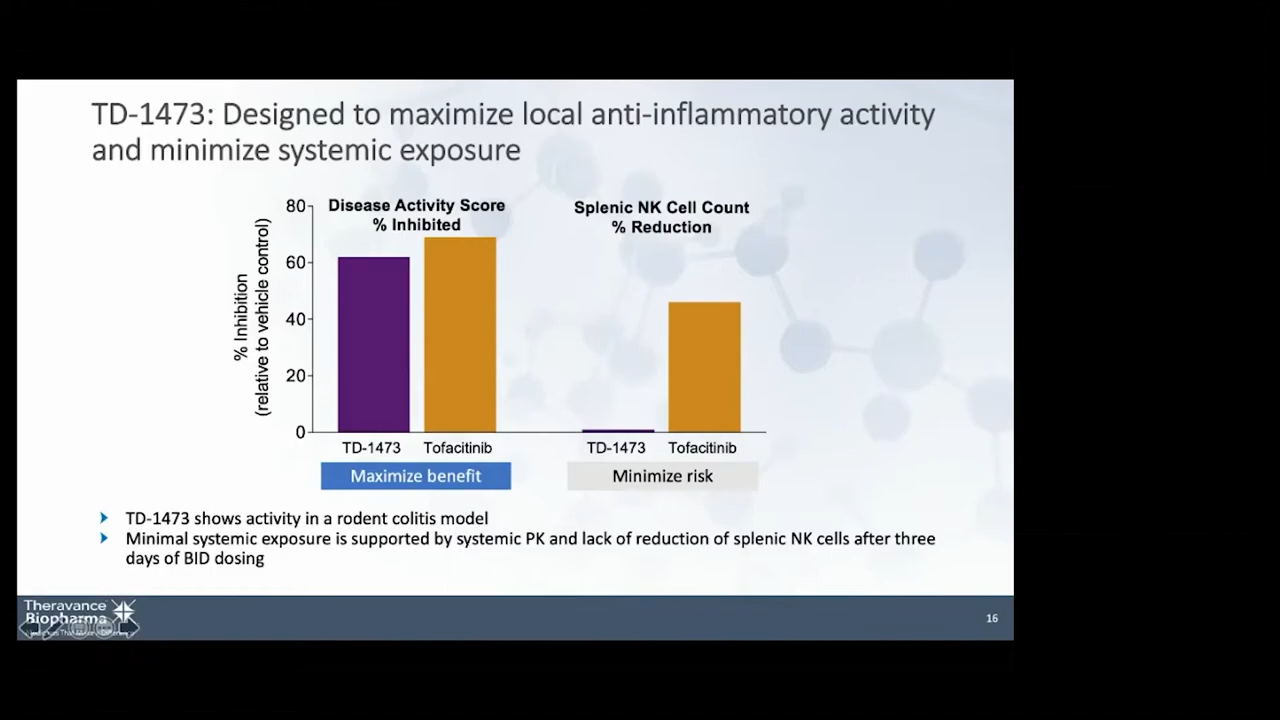 TD-1473: Designed to maximize local anti-inflammatory activity
and minimize systemic exposure
% Inhibition
(relative to vehicle control)
80
60
40
20
0
Disease Activity Score
% Inhibited
TD-1473 Tofacitinib
Maximize benefit
Splenic NK Cell Count
% Reduction
TD-1473 Tofacitinib
Minimize risk
TD-1473 shows activity in a rodent colitis model
Minimal systemic exposure is supported by systemic PK and lack of reduction of splenic NK cells after three
days of BID dosing
Theravance
Biopharma
16